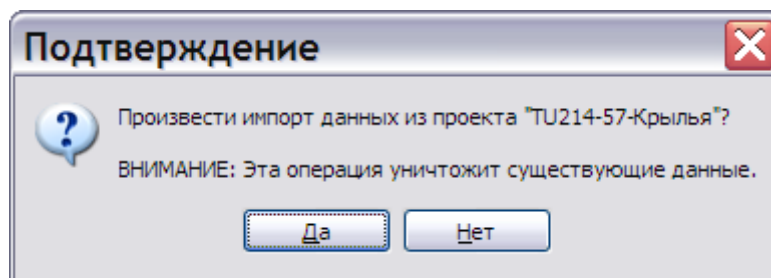 Подтверждение
Произвести импорт данных из проекта "TU214-57-Крылья"?
ВНИМАНИЕ: Эта операция уничтожит существующие данные.
Да Нет